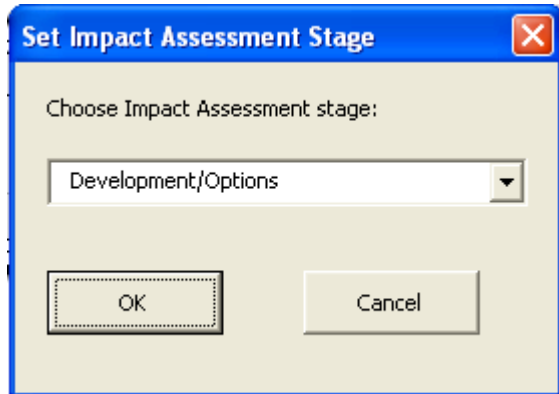 Set Impact Assessment Stage
Choose Impact Assessment stage:
Development/Options
OK
Cancel